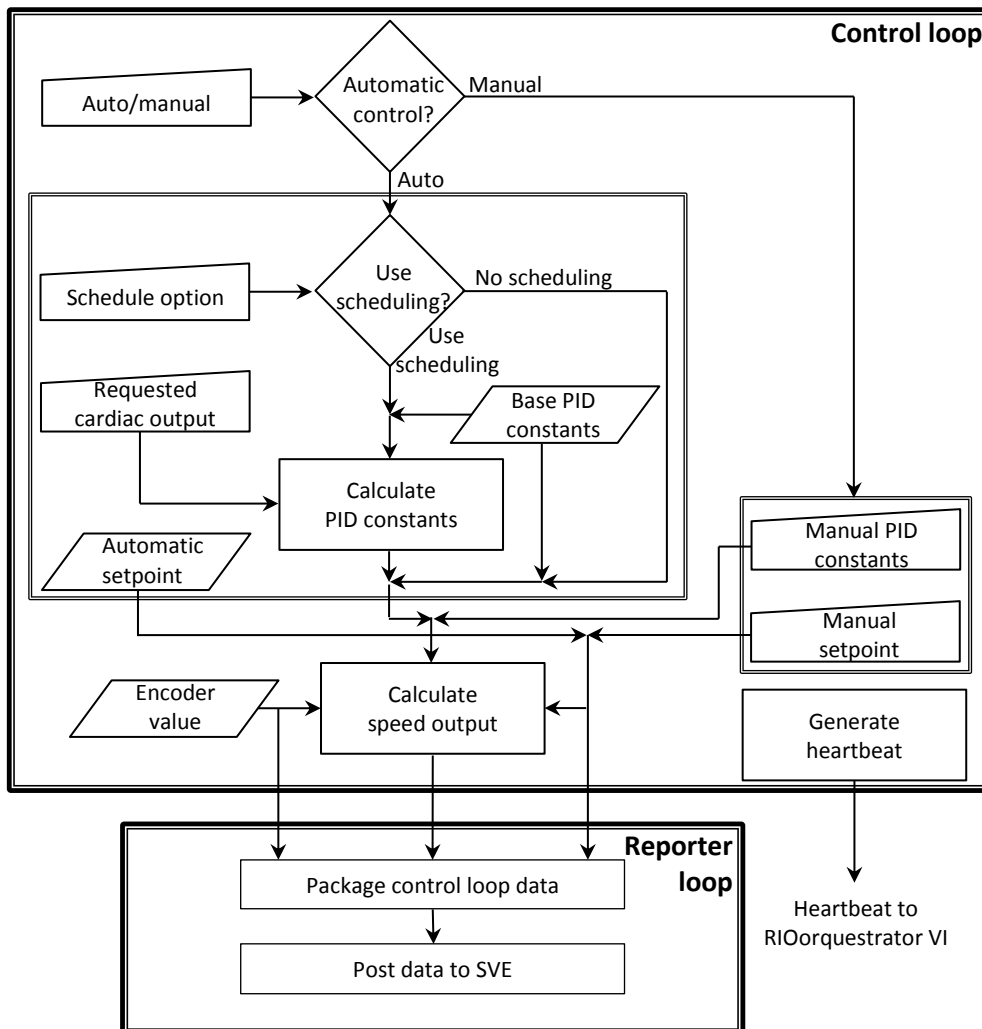 Control loop
Automatic
control?
Manual
Auto/manual
Auto
Use
scheduling?
No scheduling
Schedule option
Use
scheduling
Requested
cardiac output
Base PID
constants
Calculate
PID constants
Automatic
setpoint
Manual PID
constants
Manual
setpoint
Encoder
value
Calculate
speed output
Generate
heartbeat
Reporter
loop
Package control loop data
Heartbeat to
RIOorquestrator VI
Post data to SVE